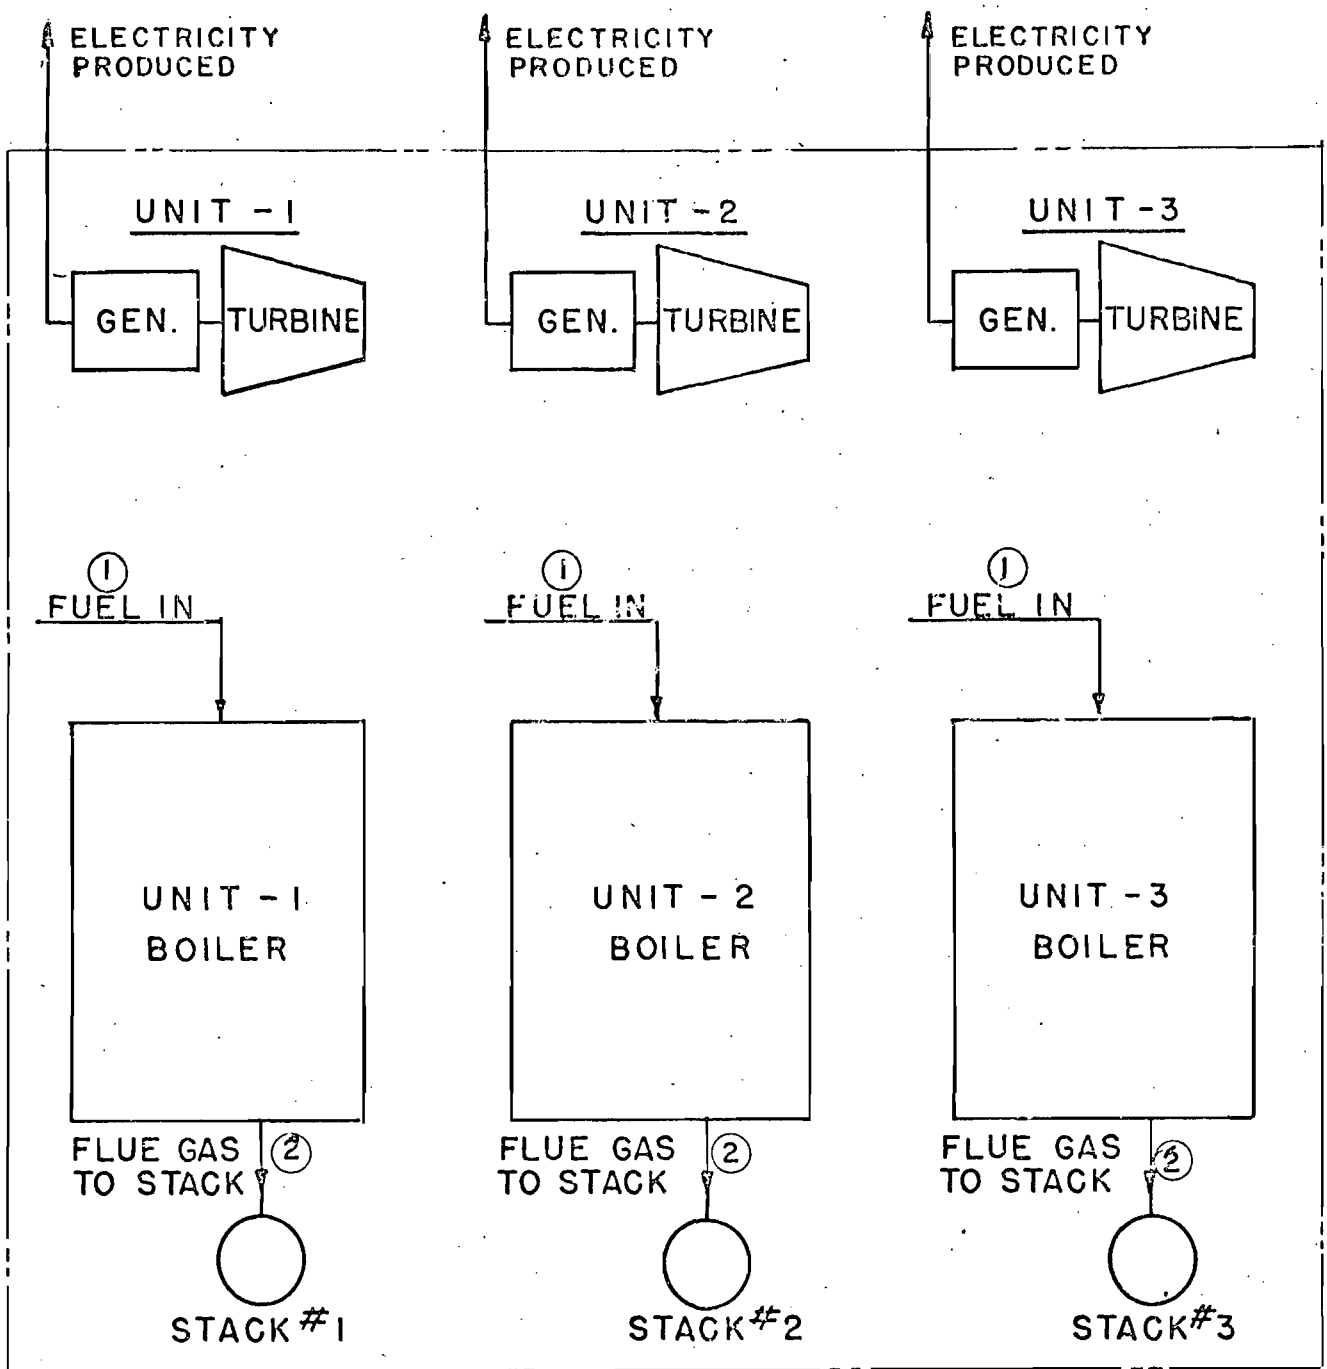 ELECTRICITY
PRODUCED
ELECTRICITY
PRODUCED
ELECTRICITY
PRODUCED
UNIT - 1
UNIT - 2
UNIT - 3
GEN.
TURBINE
GEN.
TURBINE
GEN.
TURBINE
1
FUEL IN
1
FUEL IN
1
FUEL IN
UNIT - 1
BOILER
UNIT - 2
BOILER
UNIT - 3
BOILER
FLUE GAS
TO STACK
2
FLUE GAS
TO STACK
2
FLUE GAS
TO STACK
STACK #1
STACK #2
STACK #3